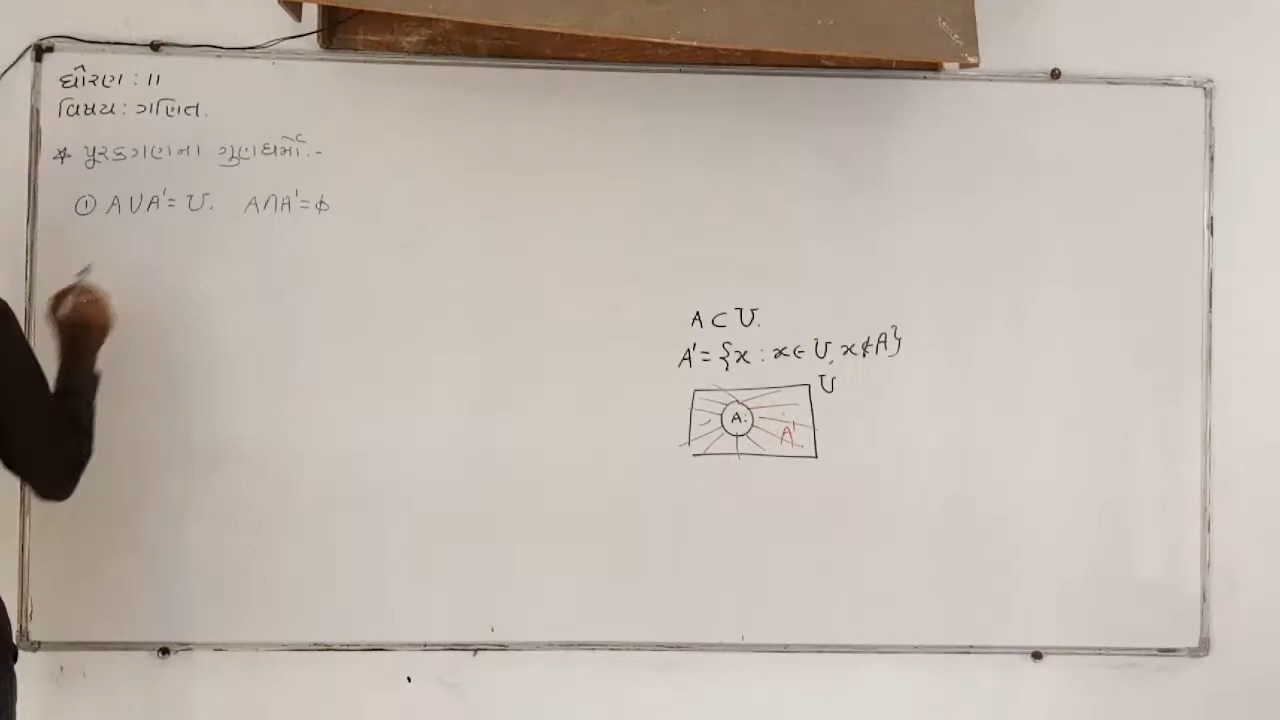 ધોરણ : 11
વિષય : ગણિત.
* પૂરકગણના ગુણધર્મો :-
① A∪A' = U. A∩A' = φ
A ⊂ U.
A' = {x : x ∈ U, x ∉ A}
U
A
A'